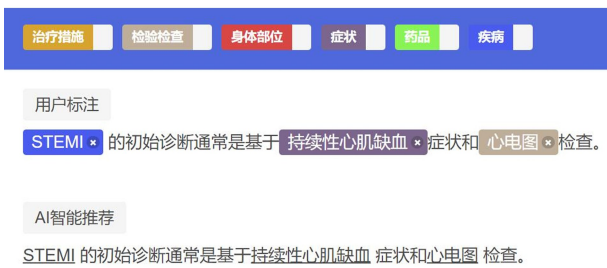 治疗措施 检验检查 身体部位 症状 药品 疾病
用户标注
STEMI × 的初始诊断通常是基于 持续性心肌缺血 × 症状和 心电图 × 检查。
AI智能推荐
STEMI 的初始诊断通常是基于持续性心肌缺血 症状和心电图 检查。